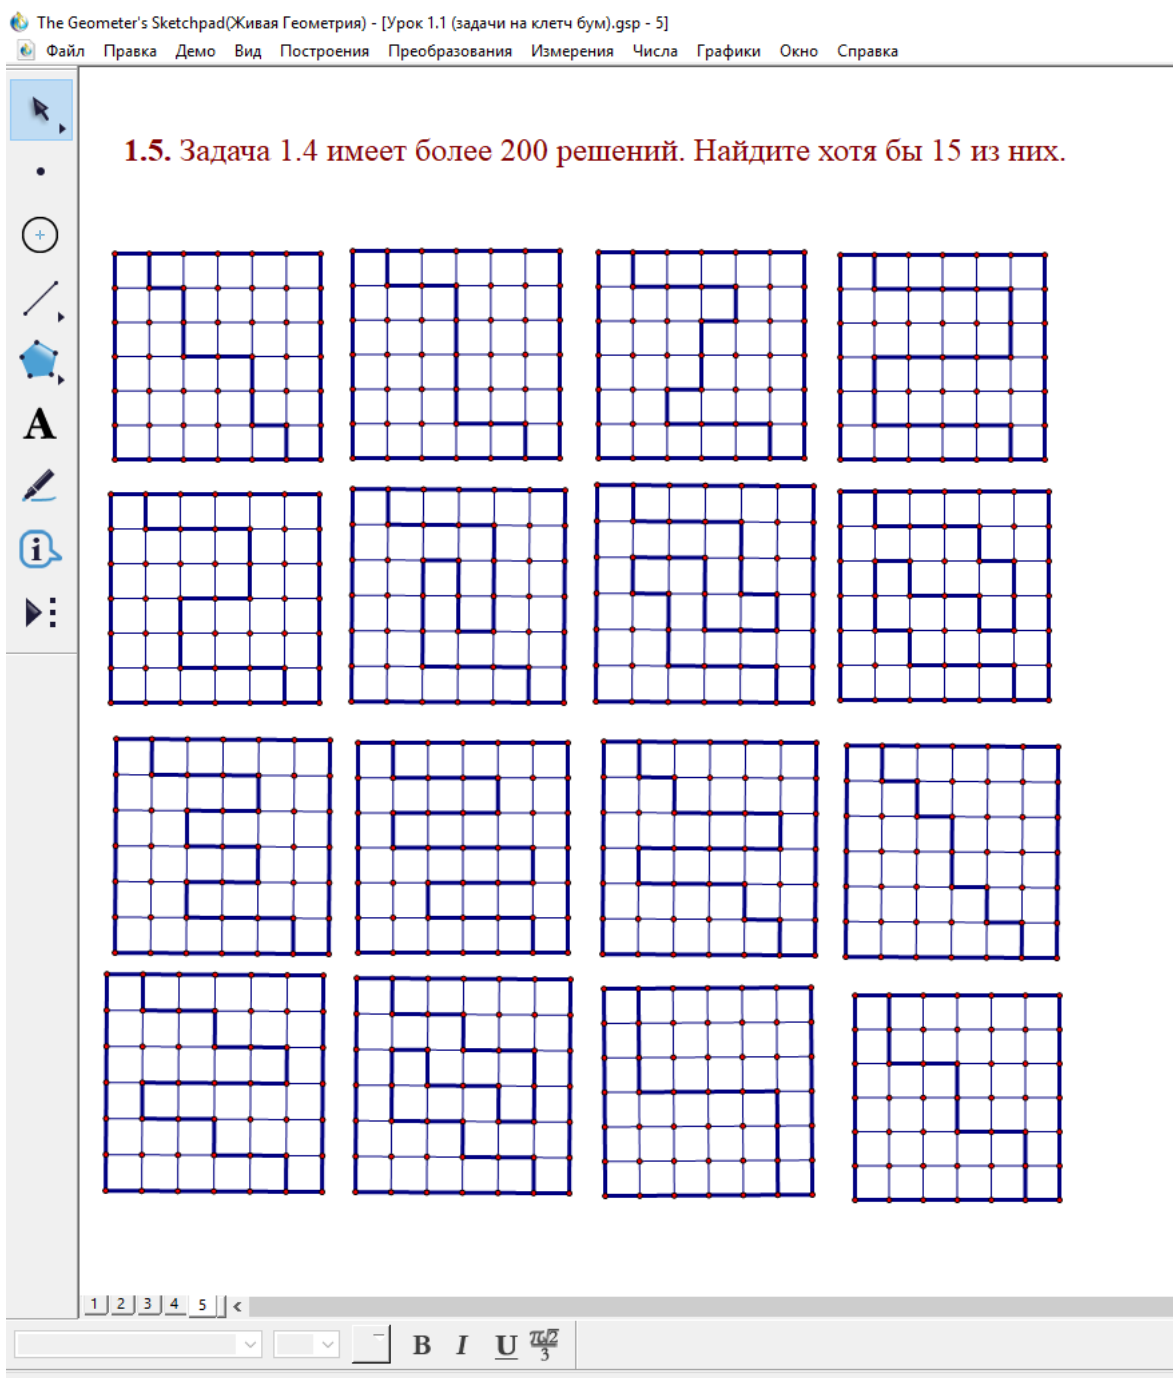 The Geometer's Sketchpad(Живая Геометрия) - [Урок 1.1 (задачи на клетч бум).gsp - 5]
Файл Правка Демо Вид Построения Преобразования Измерения Числа Графики Окно Справка
1.5. Задача 1.4 имеет более 200 решений. Найдите хотя бы 15 из них.
A
i
1 2 3 4 5 <
B I U π√2/3